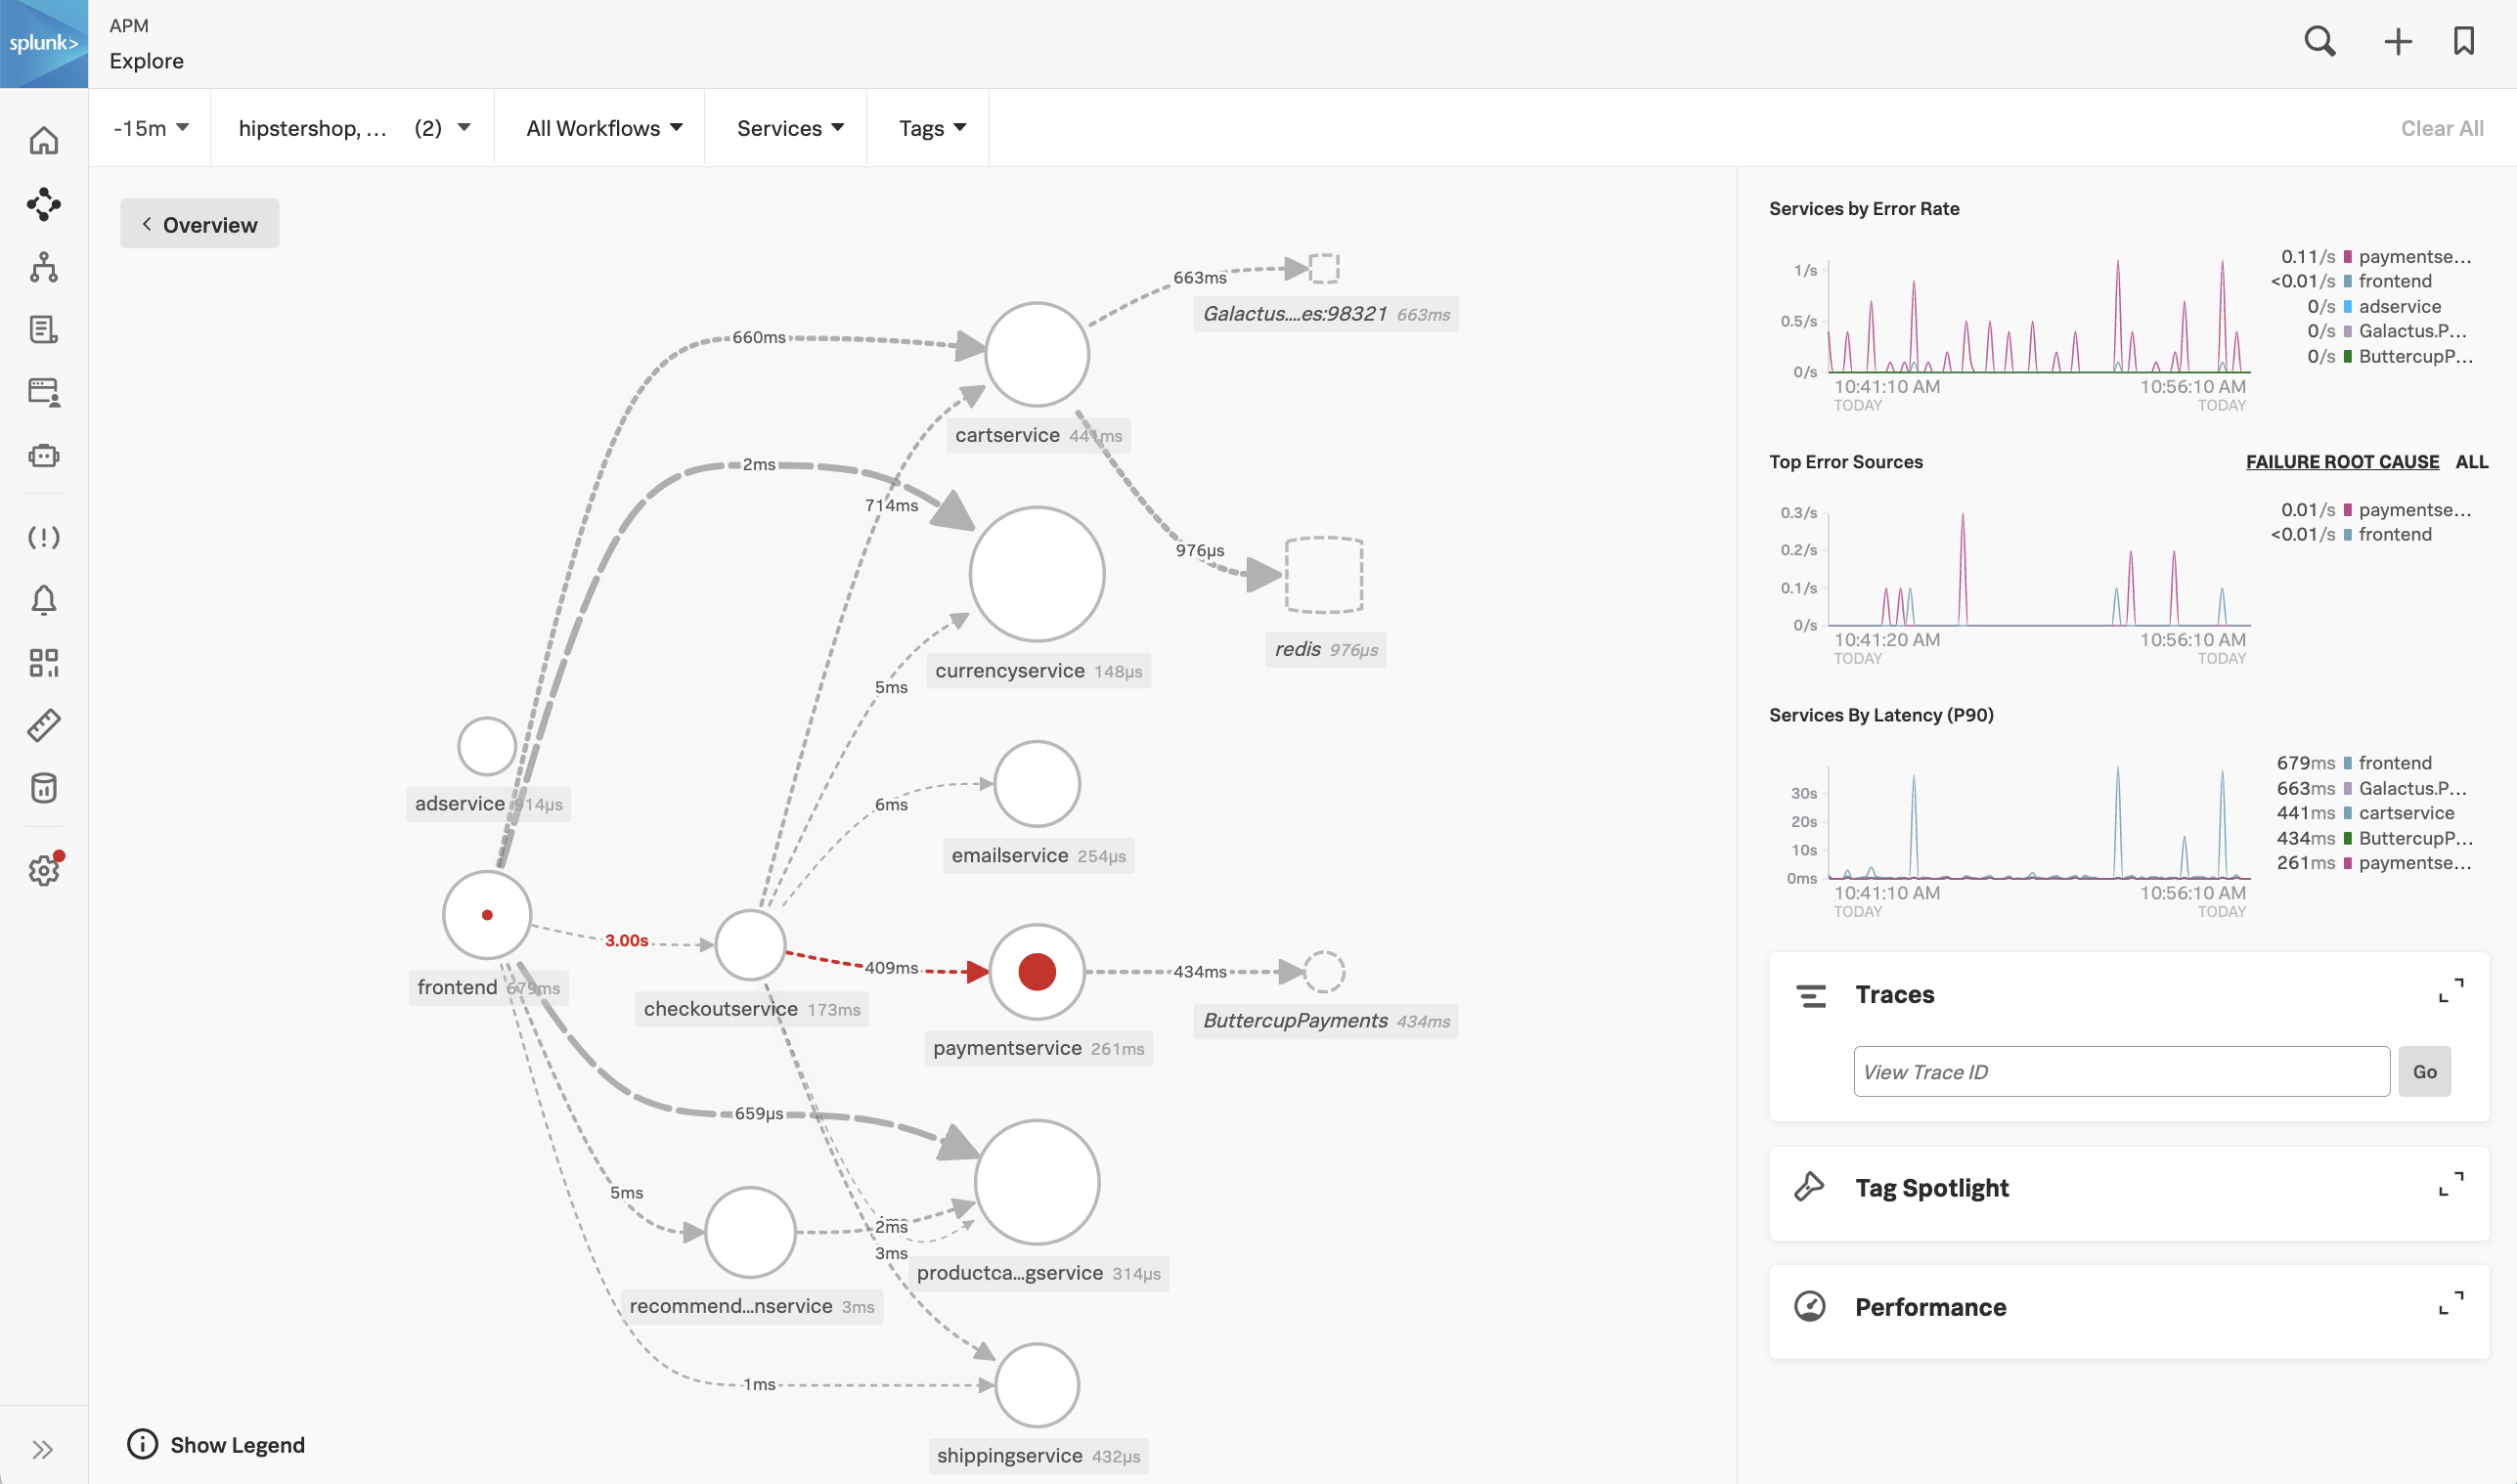 splunk>
APM
Explore
-15m
hipstershop, ... (2)
All Workflows
Services
Tags
Clear All
Overview
663ms
Galactus....es:98321 663ms
660ms
cartservice 441ms
2ms
714ms
976µs
redis 976µs
currencyservice 148µs
5ms
adservice 914µs
6ms
emailservice 254µs
3.00s
frontend 679ms
checkoutservice 173ms
409ms
paymentservice 261ms
434ms
ButtercupPayments 434ms
659µs
5ms
2ms
3ms
productca...gservice 314µs
recommend...nservice 3ms
1ms
shippingservice 432µs
Show Legend
Services by Error Rate
1/s
0.5/s
0/s
10:41:10 AM
TODAY
10:56:10 AM
TODAY
0.11/s paymentse...
<0.01/s frontend
0/s adservice
0/s Galactus.P...
0/s ButtercupP...
Top Error Sources
FAILURE ROOT CAUSE ALL
0.3/s
0.2/s
0.1/s
0/s
10:41:20 AM
TODAY
10:56:10 AM
TODAY
0.01/s paymentse...
<0.01/s frontend
Services By Latency (P90)
30s
20s
10s
0ms
10:41:10 AM
TODAY
10:56:10 AM
TODAY
679ms frontend
663ms Galactus.P...
441ms cartservice
434ms ButtercupP...
261ms paymentse...
Traces
View Trace ID
Go
Tag Spotlight
Performance